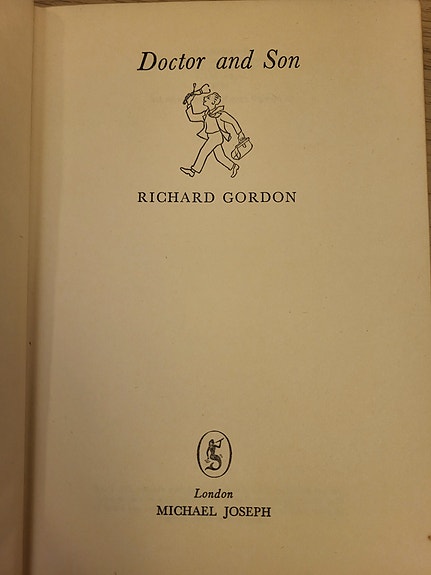 Doctor and Son
RICHARD GORDON
London
MICHAEL JOSEPH